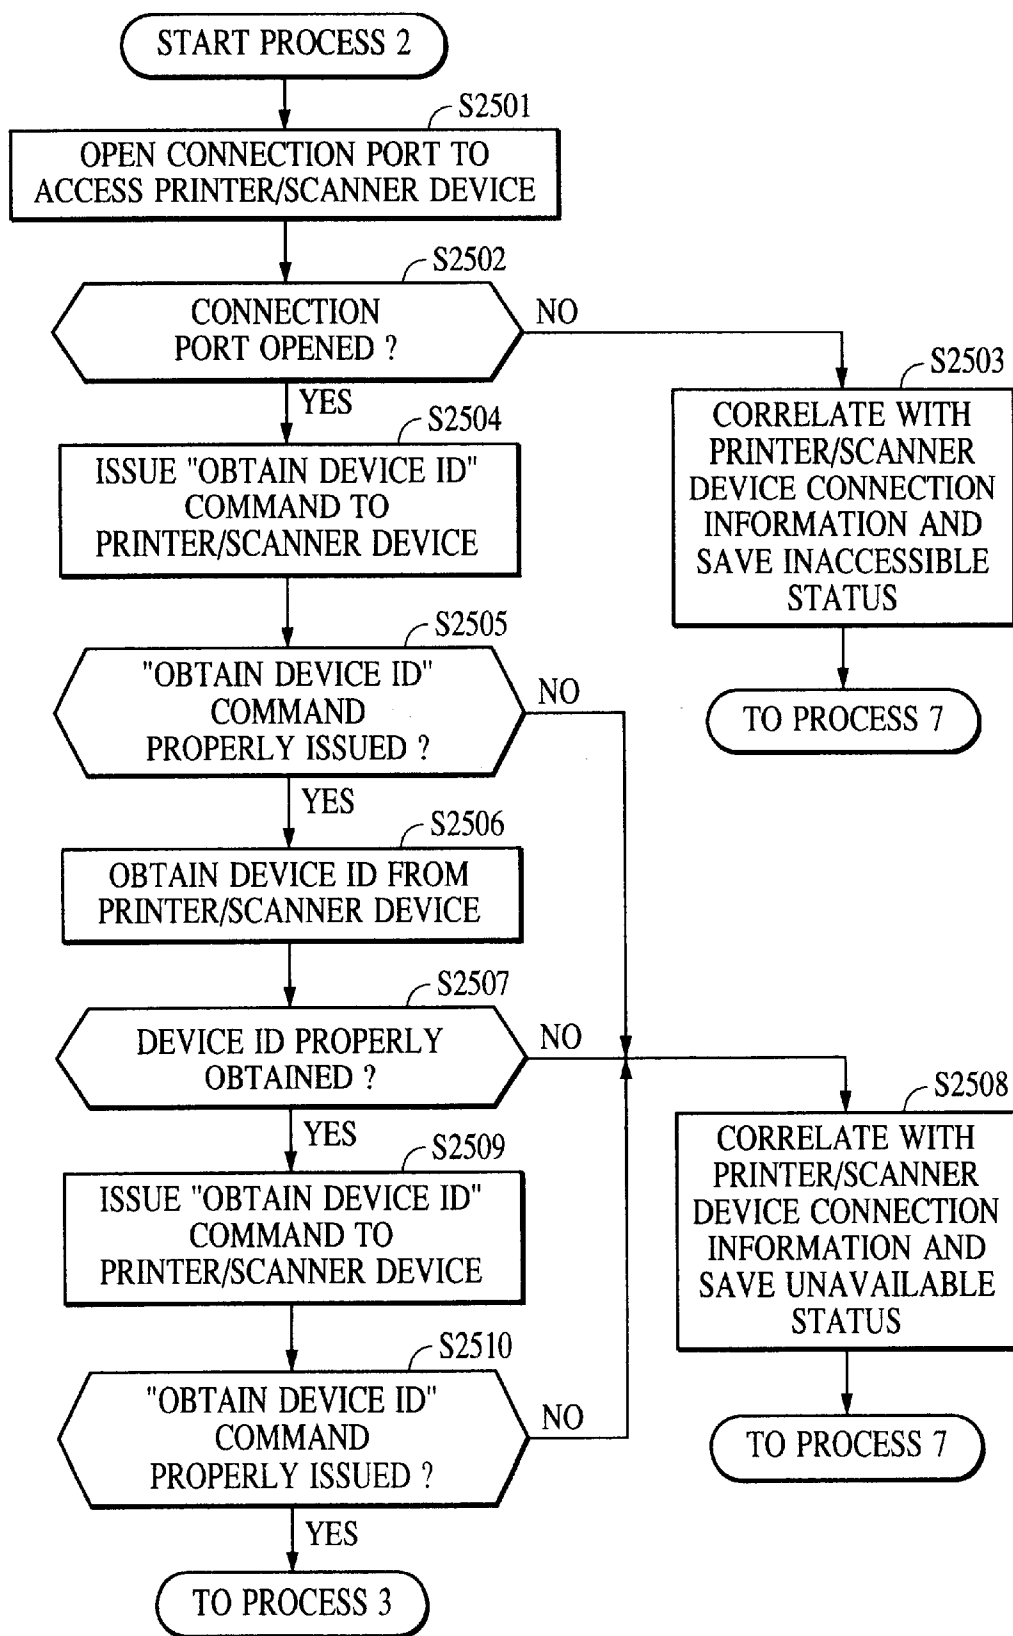 START PROCESS 2
S2501
OPEN CONNECTION PORT TO
ACCESS PRINTER/SCANNER DEVICE
S2502
CONNECTION
PORT OPENED ?
NO
YES
S2503
CORRELATE WITH
PRINTER/SCANNER
DEVICE CONNECTION
INFORMATION AND
SAVE INACCESSIBLE
STATUS
TO PROCESS 7
S2504
ISSUE "OBTAIN DEVICE ID"
COMMAND TO
PRINTER/SCANNER DEVICE
S2505
"OBTAIN DEVICE ID"
COMMAND
PROPERLY ISSUED ?
NO
YES
S2506
OBTAIN DEVICE ID FROM
PRINTER/SCANNER DEVICE
S2507
DEVICE ID PROPERLY
OBTAINED ?
NO
YES
S2508
CORRELATE WITH
PRINTER/SCANNER
DEVICE CONNECTION
INFORMATION AND
SAVE UNAVAILABLE
STATUS
TO PROCESS 7
S2509
ISSUE "OBTAIN DEVICE ID"
COMMAND TO
PRINTER/SCANNER DEVICE
S2510
"OBTAIN DEVICE ID"
COMMAND
PROPERLY ISSUED ?
NO
YES
TO PROCESS 3